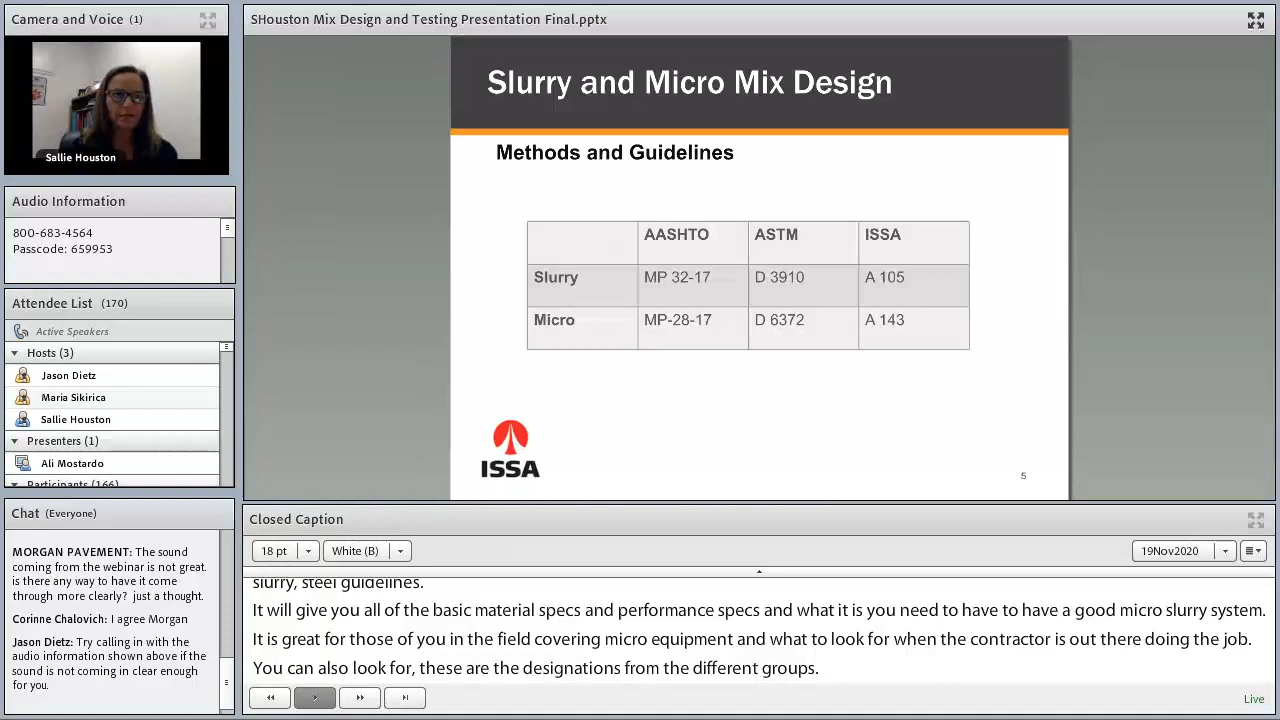 Camera and Voice (1)
Sallie Houston
Audio Information
800-683-4564
Passcode: 659953
Attendee List (170)
Active Speakers
Hosts (3)
Jason Dietz
Maria Sikirica
Sallie Houston
Presenters (1)
Ali Mostardo
Participants (166)
Chat (Everyone)
MORGAN PAVEMENT: The sound
coming from the webinar is not great.
is there any way to have it come
through more clearly? just a thought.
Corinne Chalovich: I agree Morgan
Jason Dietz: Try calling in with the
audio information shown above if the
sound is not coming in clear enough
for you.
SHouston Mix Design and Testing Presentation Final.pptx
Slurry and Micro Mix Design
Methods and Guidelines
AASHTO ASTM ISSA
Slurry MP 32-17 D 3910 A 105
Micro MP-28-17 D 6372 A 143
ISSA
5
Closed Caption
18 pt White (B) 19Nov2020
slurry, steel guidelines.
It will give you all of the basic material specs and performance specs and what it is you need to have to have a good micro slurry system.
It is great for those of you in the field covering micro equipment and what to look for when the contractor is out there doing the job.
You can also look for, these are the designations from the different groups.
Live